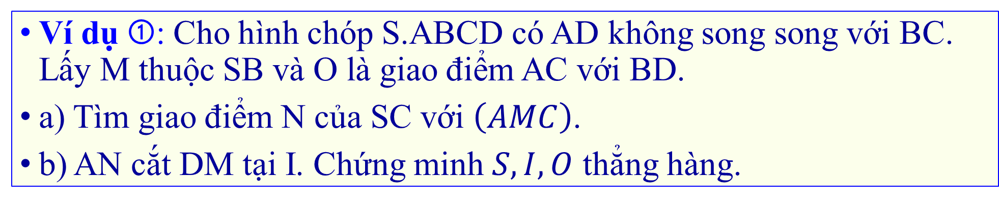 • Ví dụ ①: Cho hình chóp S.ABCD có AD không song song với BC.
Lấy M thuộc SB và O là giao điểm AC với BD.
• a) Tìm giao điểm N của SC với (AMC).
• b) AN cắt DM tại I. Chứng minh S, I, O thẳng hàng.